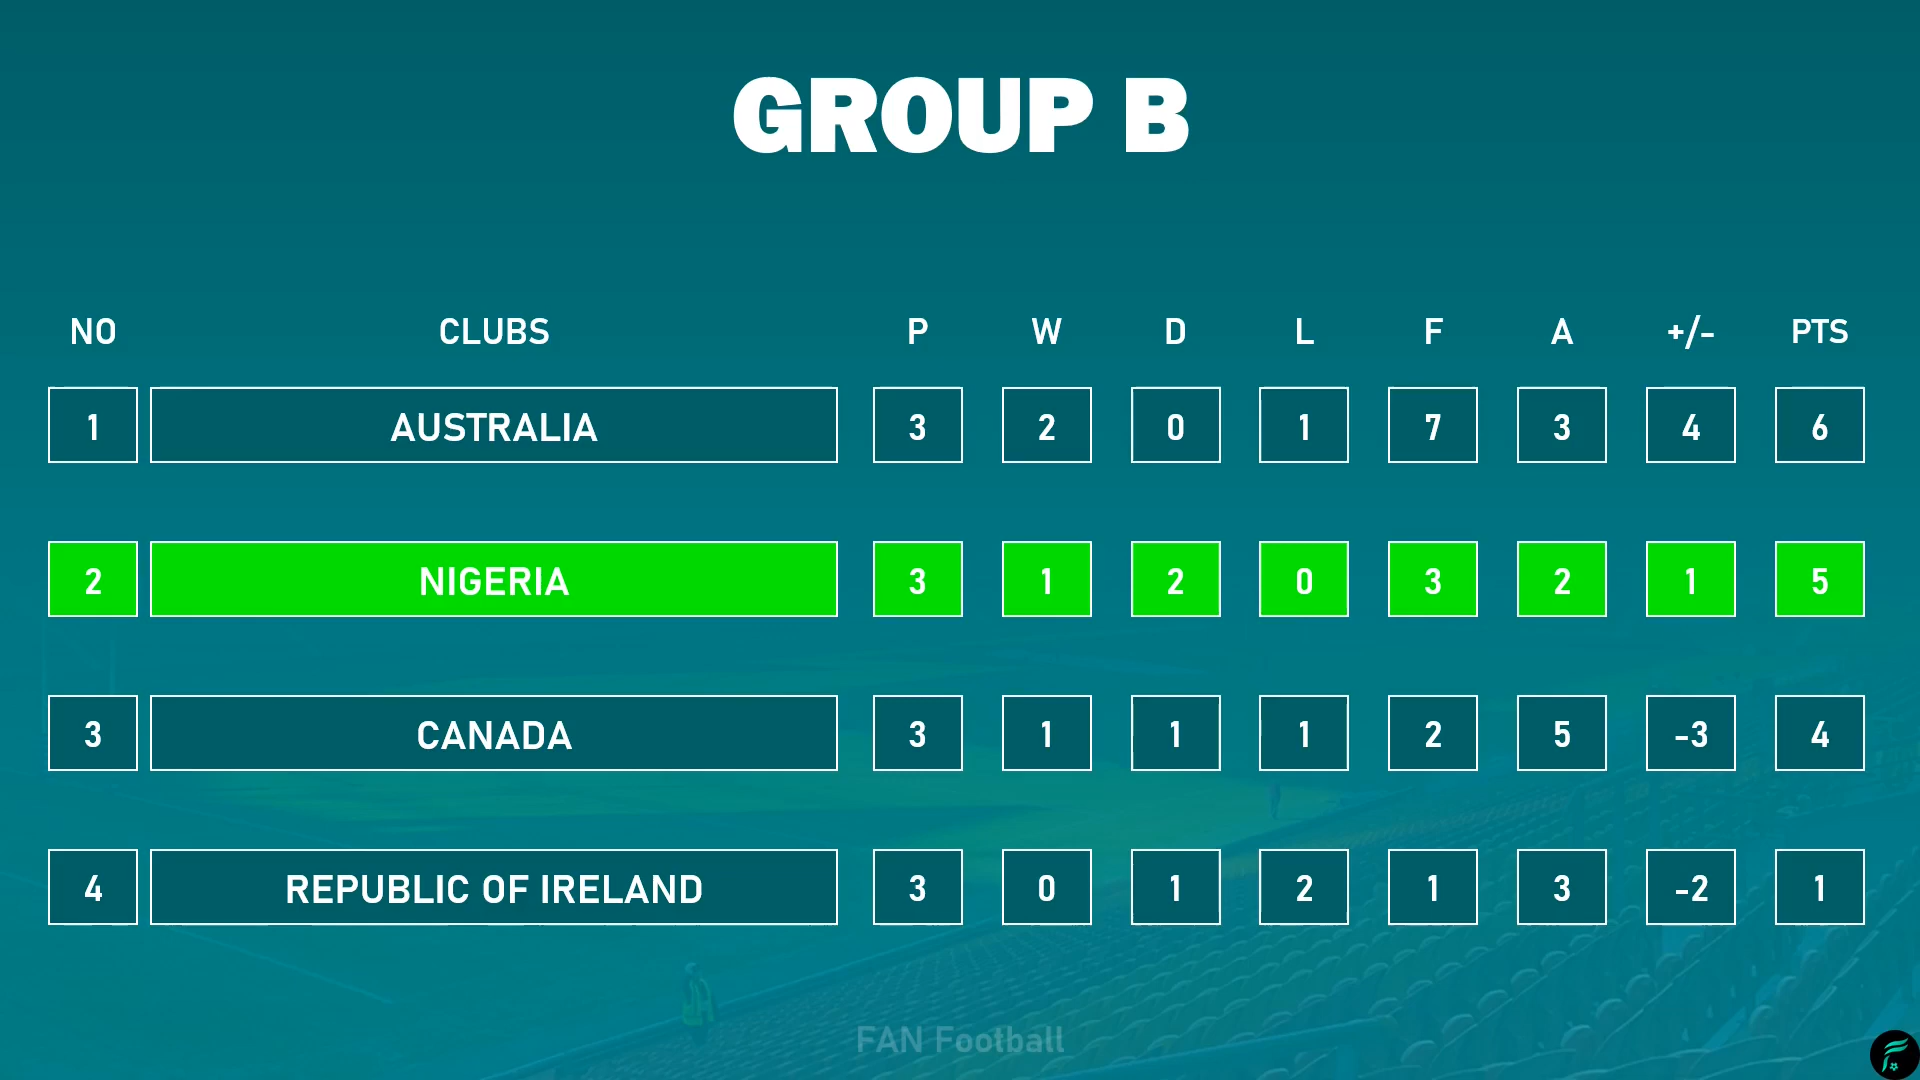 GROUP B
NO CLUBS P W D L F A +/- PTS
1 AUSTRALIA 3 2 0 1 7 3 4 6
2 NIGERIA 3 1 2 0 3 2 1 5
3 CANADA 3 1 1 1 2 5 -3 4
4 REPUBLIC OF IRELAND 3 0 1 2 1 3 -2 1
FAN Football